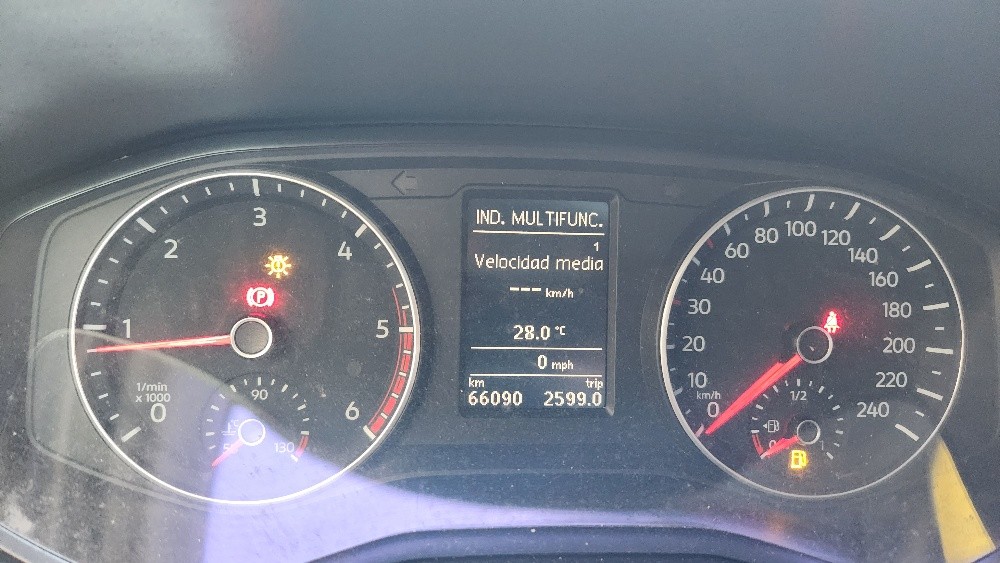 0
1
2
3
4
5
6
1/min
x 1000
90
130
IND. MULTIFUNC.
1
Velocidad media
--- km/h
28.0 °C
0 mph
km trip
66090 2599.0
0
10
20
30
40
60
80
100
120
140
160
180
200
220
240
km/h
1/2
P